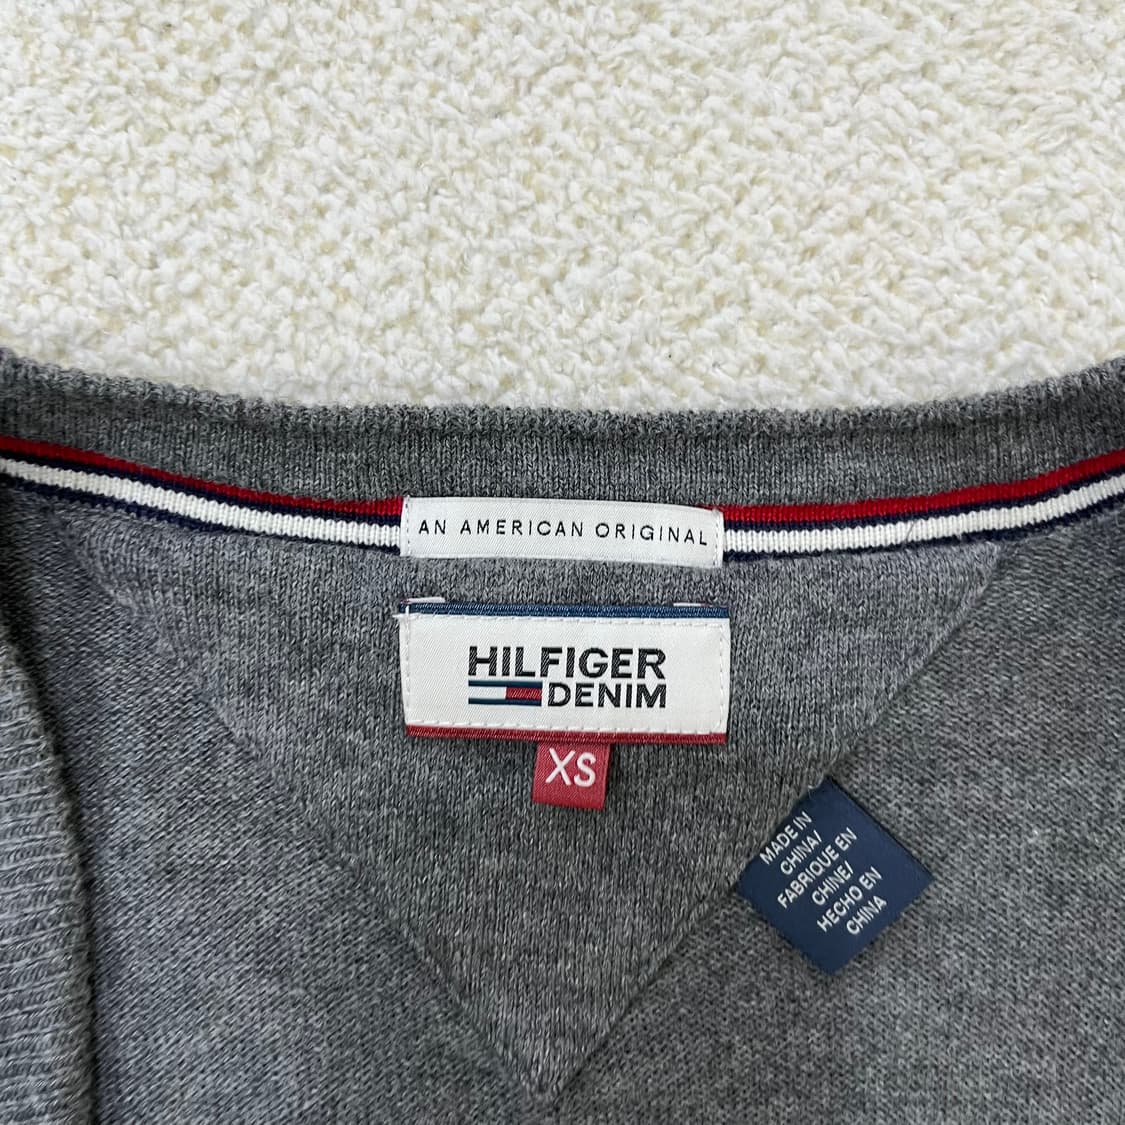 AN AMERICAN ORIGINAL
HILFIGER
DENIM
XS
MADE IN
CHINA/
FABRIQUE EN
CHINE/
HECHO EN
CHINA